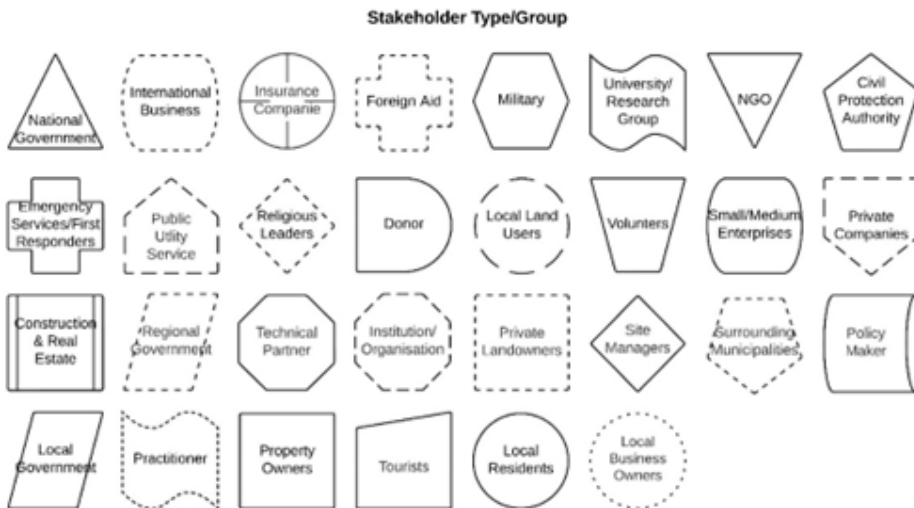 Stakeholder Type/Group
National
Government
International
Business
Insurance
Companie
Foreign Aid
Military
University/
Research
Group
NGO
Civil
Protection
Authority
Emergency
Services/First
Responders
Public
Utlity
Service
Religious
Leaders
Donor
Local Land
Users
Volunters
Small/Medium
Enterprises
Private
Companies
Construction
& Real
Estate
Regional
Government
Technical
Partner
Institution/
Organisation
Private
Landowners
Site
Managers
Surrounding
Municipalities
Policy
Maker
Local
Government
Practitioner
Property
Owners
Tourists
Local
Residents
Local
Business
Owners